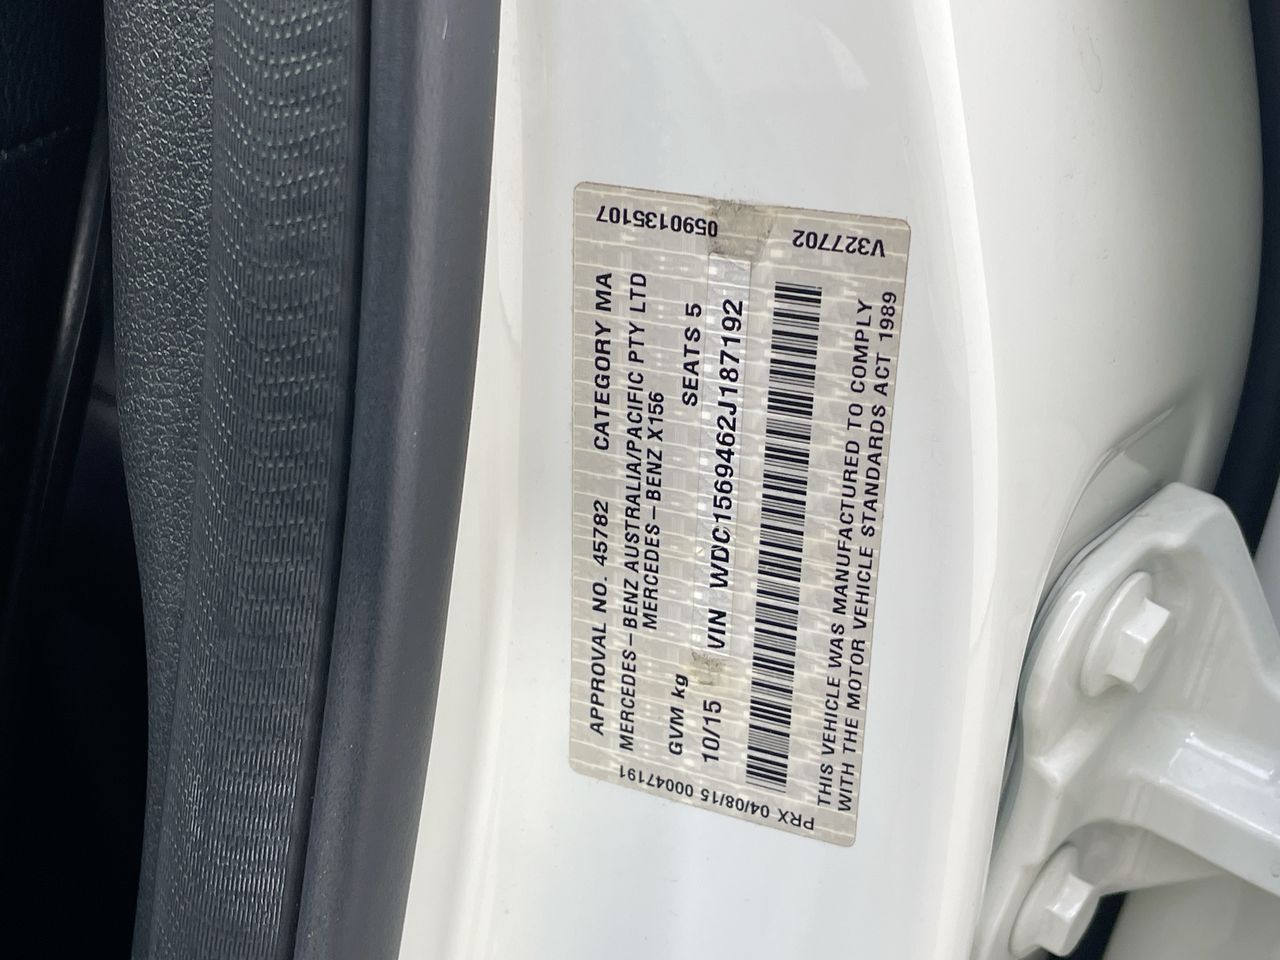 APPROVAL NO. 45782 CATEGORY MA
MERCEDES-BENZ AUSTRALIA/PACIFIC PTY LTD
MERCEDES-BENZ X156
GVM kg SEATS 5
10/15 VIN WDC1569462J187192
THIS VEHICLE WAS MANUFACTURED TO COMPLY
WITH THE MOTOR VEHICLE STANDARDS ACT 1989
0590135107
V327702
PRX 04/08/15 00047191